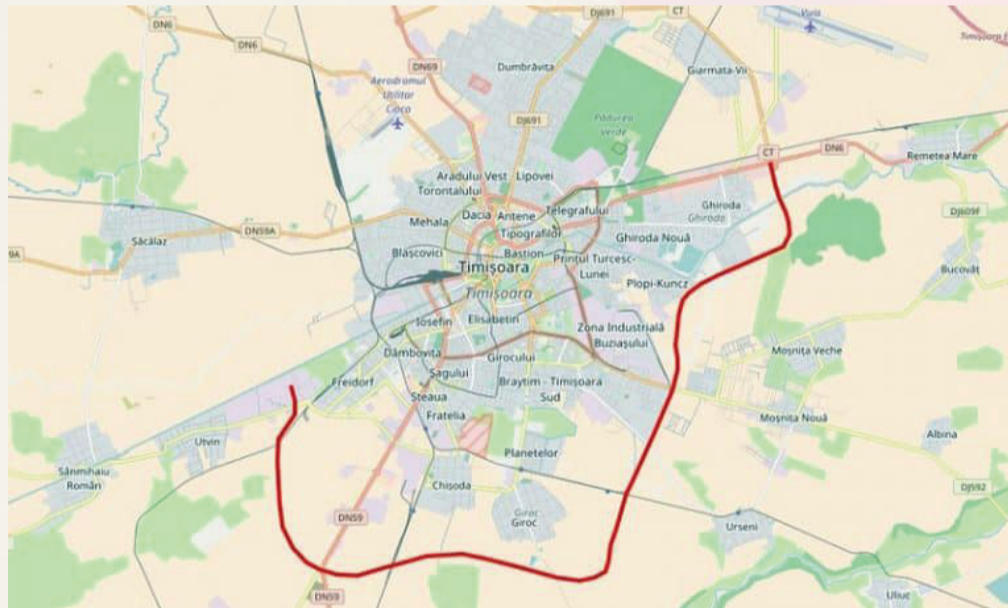 DJ691
CT
Vuia
DN6
DN6
DN69
Dumbrăvița
Giarmata-Vii
Aerodromul
Utilitar
Cioca
DJ691
Pădurea
Verde
CT
DN6
Remetea Mare
Aradului Vest
Lipovei
Torontalului
Dacia
Antene
Telegrafului
Ghiroda
Ghiroda
DJ609F
Mehala
Tipografilor
Ghiroda Nouă
DN59A
Săcălaz
9A
Blașcovici
Bastion
Prințul Turcesc-
Lunei
Timișoara
Timișoara
Plopi-Kuncz
Bucovăț
Iosefin
Elisabetin
Zona Industrială
Buziașului
Dâmbovița
Girocului
Moșnița Veche
Freidorf
Șagului
Braytim - Timișoara
Sud
Steaua
Fratelia
Moșnița Nouă
Utvin
Albina
Planetelor
Sânmihaiu
Român
Chișoda
DJ592
DN59
Giroc
Giroc
Urseni
DN59
Uliuc